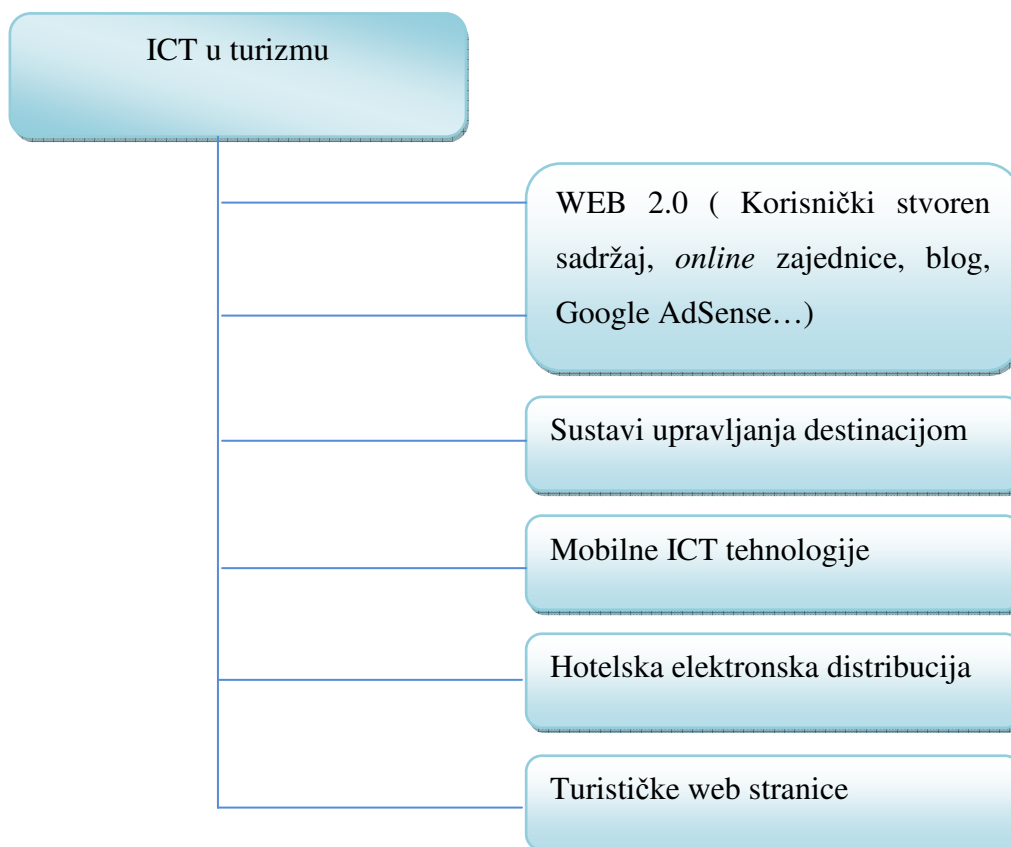 ICT u turizmu
WEB 2.0 ( Korisnički stvoren
sadržaj, online zajednice, blog,
Google AdSense…)
Sustavi upravljanja destinacijom
Mobilne ICT tehnologije
Hotelska elektronska distribucija
Turističke web stranice